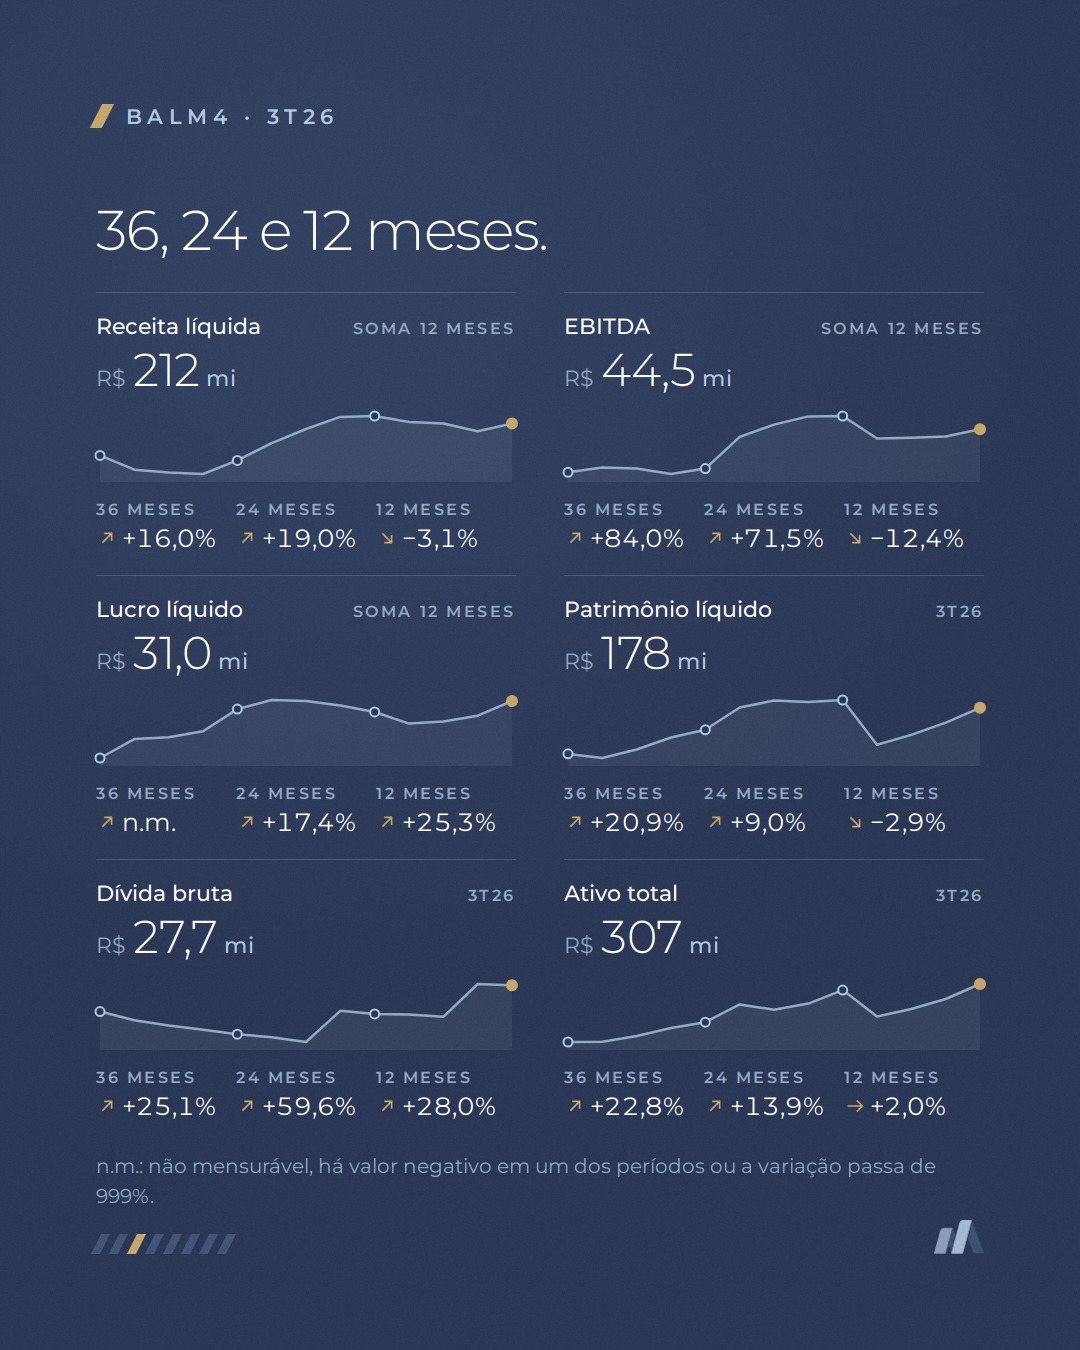 BALM4 · 3T26
36, 24 e 12 meses.
Receita líquida SOMA 12 MESES
R$ 212 mi
36 MESES 24 MESES 12 MESES
↗ +16,0% ↗ +19,0% ↘ −3,1%
EBITDA SOMA 12 MESES
R$ 44,5 mi
36 MESES 24 MESES 12 MESES
↗ +84,0% ↗ +71,5% ↘ −12,4%
Lucro líquido SOMA 12 MESES
R$ 31,0 mi
36 MESES 24 MESES 12 MESES
↗ n.m. ↗ +17,4% ↗ +25,3%
Patrimônio líquido 3T26
R$ 178 mi
36 MESES 24 MESES 12 MESES
↗ +20,9% ↗ +9,0% ↘ −2,9%
Dívida bruta 3T26
R$ 27,7 mi
36 MESES 24 MESES 12 MESES
↗ +25,1% ↗ +59,6% ↗ +28,0%
Ativo total 3T26
R$ 307 mi
36 MESES 24 MESES 12 MESES
↗ +22,8% ↗ +13,9% → +2,0%
n.m.: não mensurável, há valor negativo em um dos períodos ou a variação passa de
999%.